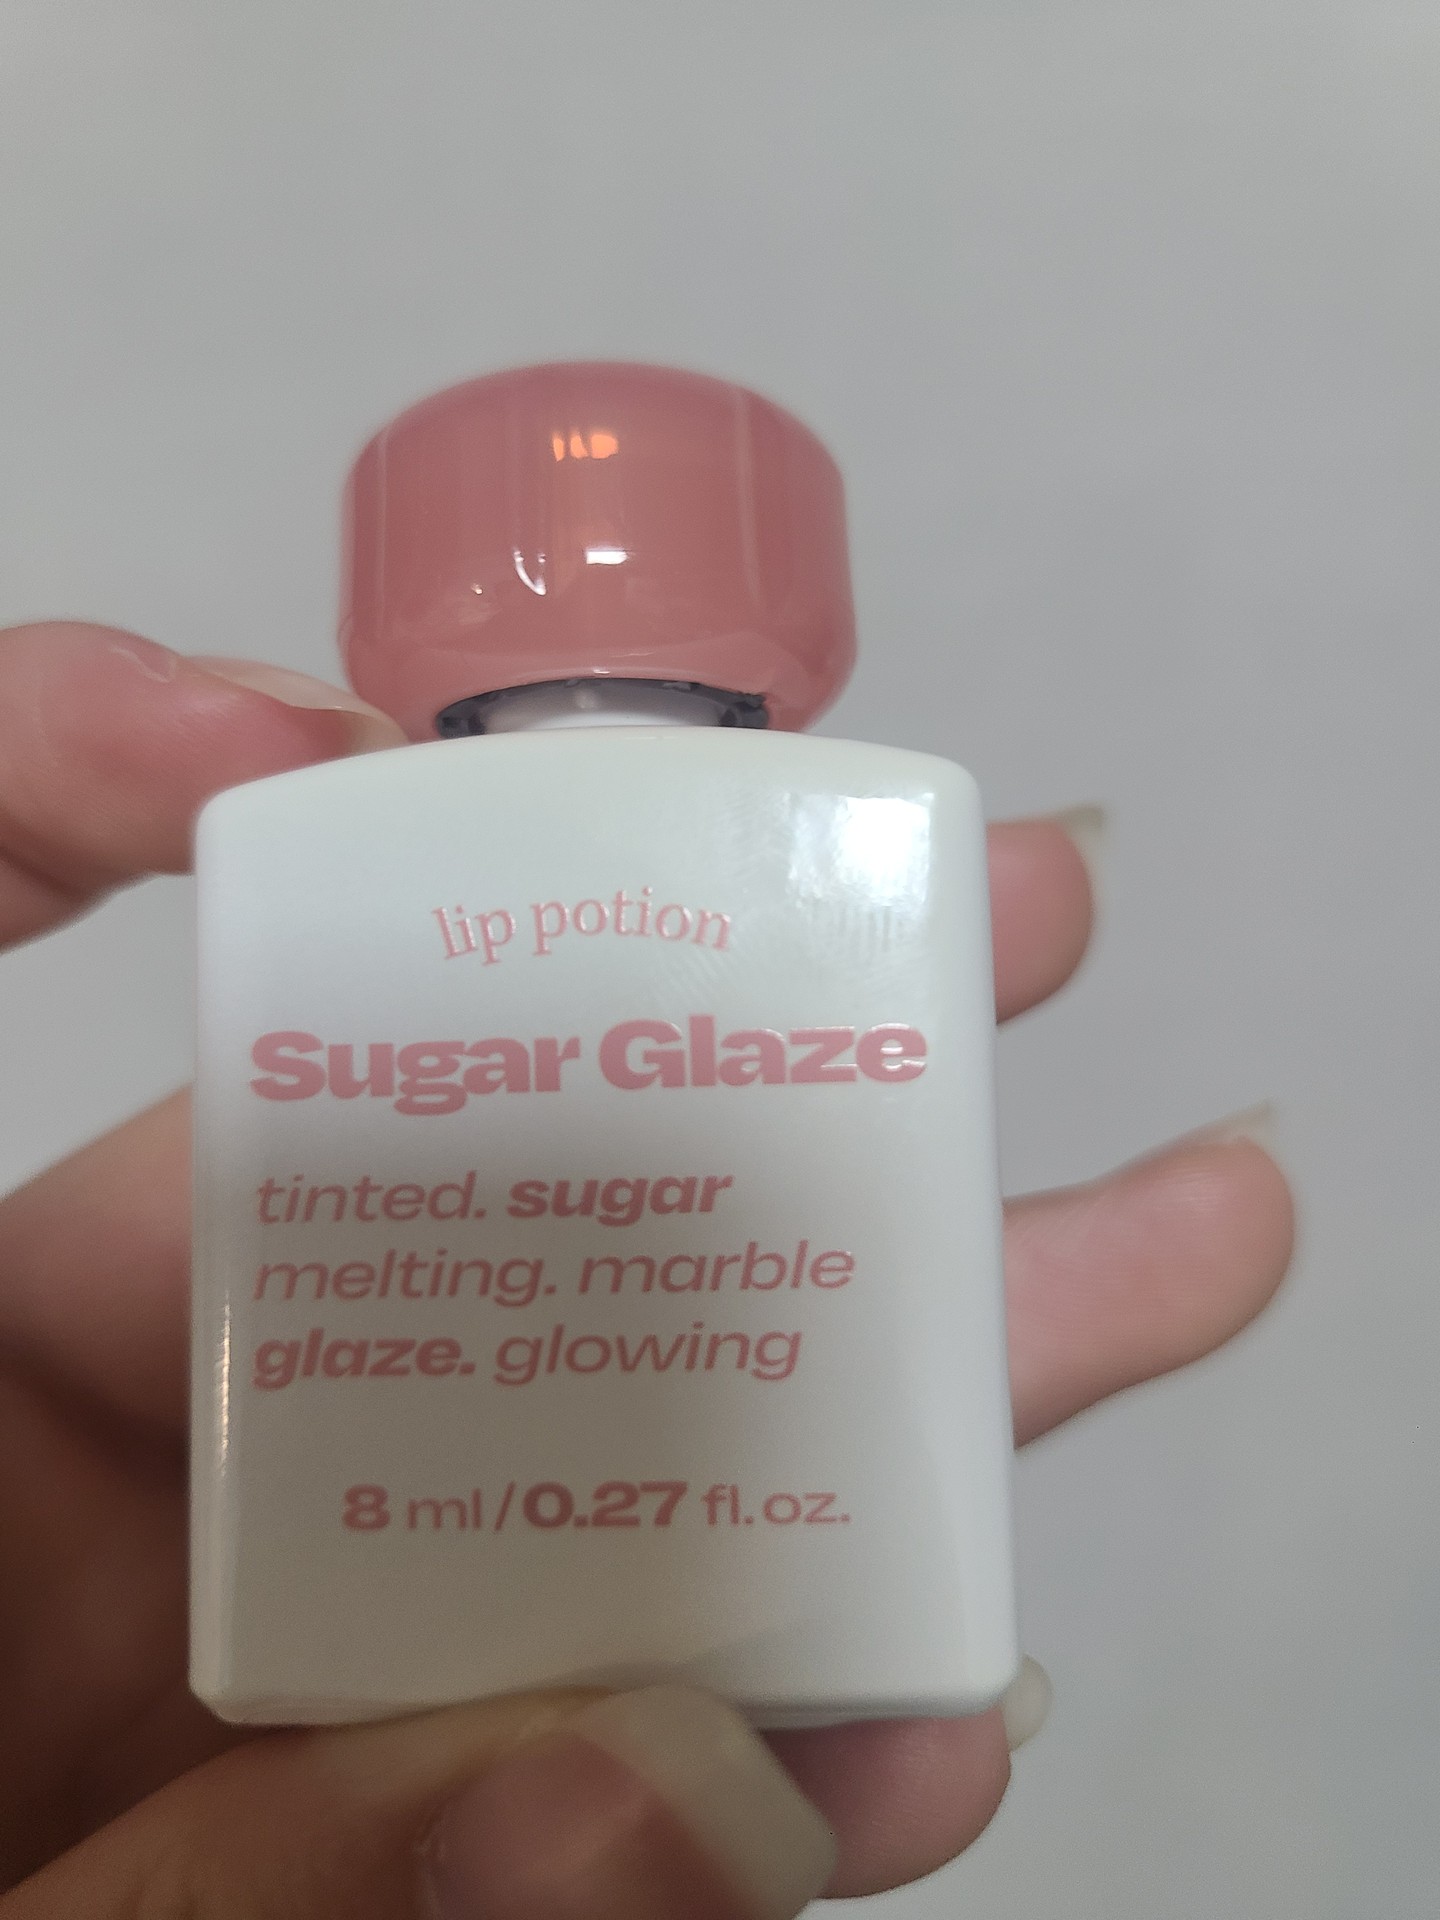 lip potion
Sugar Glaze
tinted. sugar
melting. marble
glaze. glowing
8 ml/0.27 fl.oz.